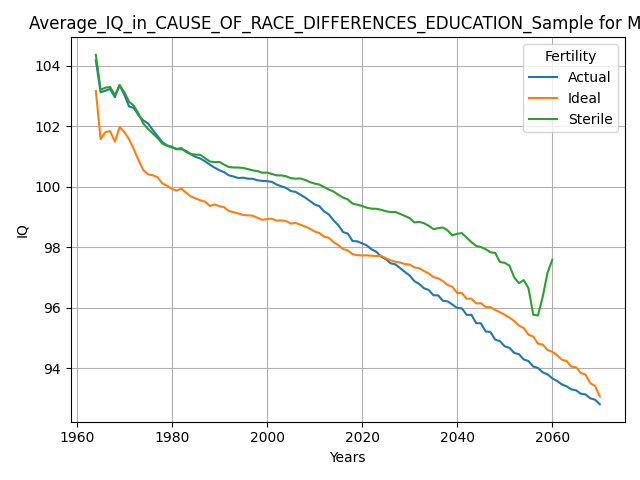 Average_IQ_in_CAUSE_OF_RACE_DIFFERENCES_EDUCATION_Sample for M
Fertility
Actual
Ideal
Sterile
104
102
100
98
96
94
IQ
1960
1980
2000
2020
2040
2060
Years